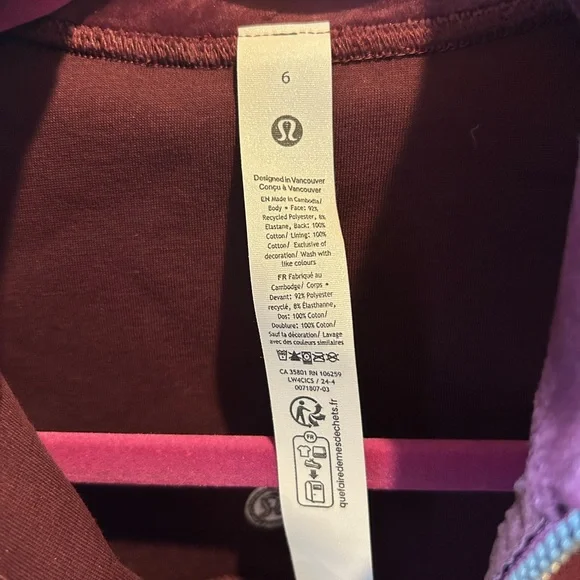 6
Designed in Vancouver
Conçu à Vancouver
EN Made in Cambodia/
Body • Face: 92%
Recycled Polyester, 8%
Elastane, Back: 100%
Cotton/ Lining: 100%
Cotton/ Exclusive of
decoration/ Wash with
like colours
FR Fabriqué au
Cambodge/ Corps •
Devant: 92% Polyester
recyclé, 8% Élasthanne,
Dos: 100% Coton/
Doublure: 100% Coton/
Sauf la décoration/ Lavage
avec des couleurs similaires
CA 35801 RN 106259
LW4CICS / 24-4
0071807-03
FR
quefairedemesdechets.fr